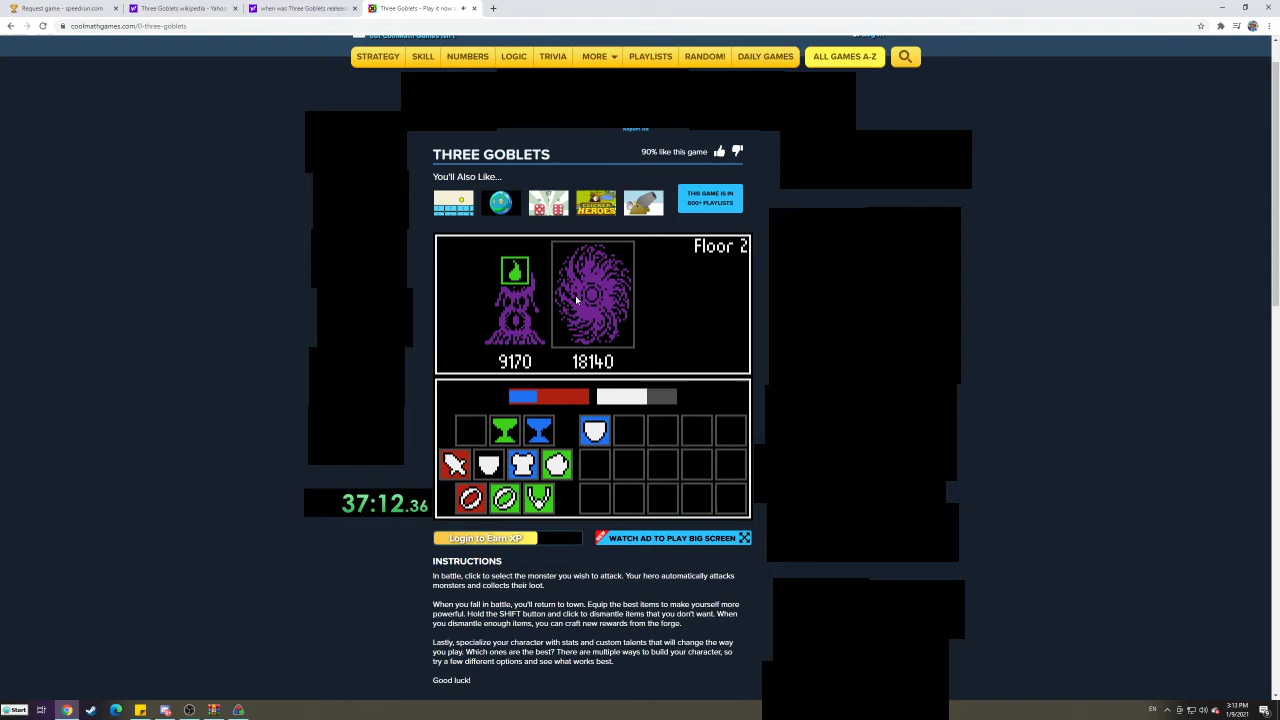 Request game - speedrun.com
Three Goblets wikipedia -
when was Three Goblets realeas
Three Goblets - Play it now
coolmathgames.com/0-three-goblets
STRATEGY SKILL NUMBERS LOGIC TRIVIA MORE PLAYLISTS RANDOM! DAILY GAMES ALL GAMES A-Z
Report Ad
THREE GOBLETS
90% like this game
You'll Also Like...
CLICKER
HEROES
THIS GAME IS IN
600+ PLAYLISTS
Floor 2
9170 18140
37:12.36
Login to Earn XP
WATCH AD TO PLAY BIG SCREEN
INSTRUCTIONS
In battle, click to select the monster you wish to attack. Your hero automatically attacks
monsters and collects their loot.
When you fall in battle, you'll return to town. Equip the best items to make yourself more
powerful. Hold the SHIFT button and click to dismantle items that you don't want. When
you dismantle enough items, you can craft new rewards from the forge.
Lastly, specialize your character with stats and custom talents that will change the way
you play. Which ones are the best? There are multiple ways to build your character, so
try a few different options and see what works best.
Good luck!
Start
EN
3:13 PM
1/9/2021